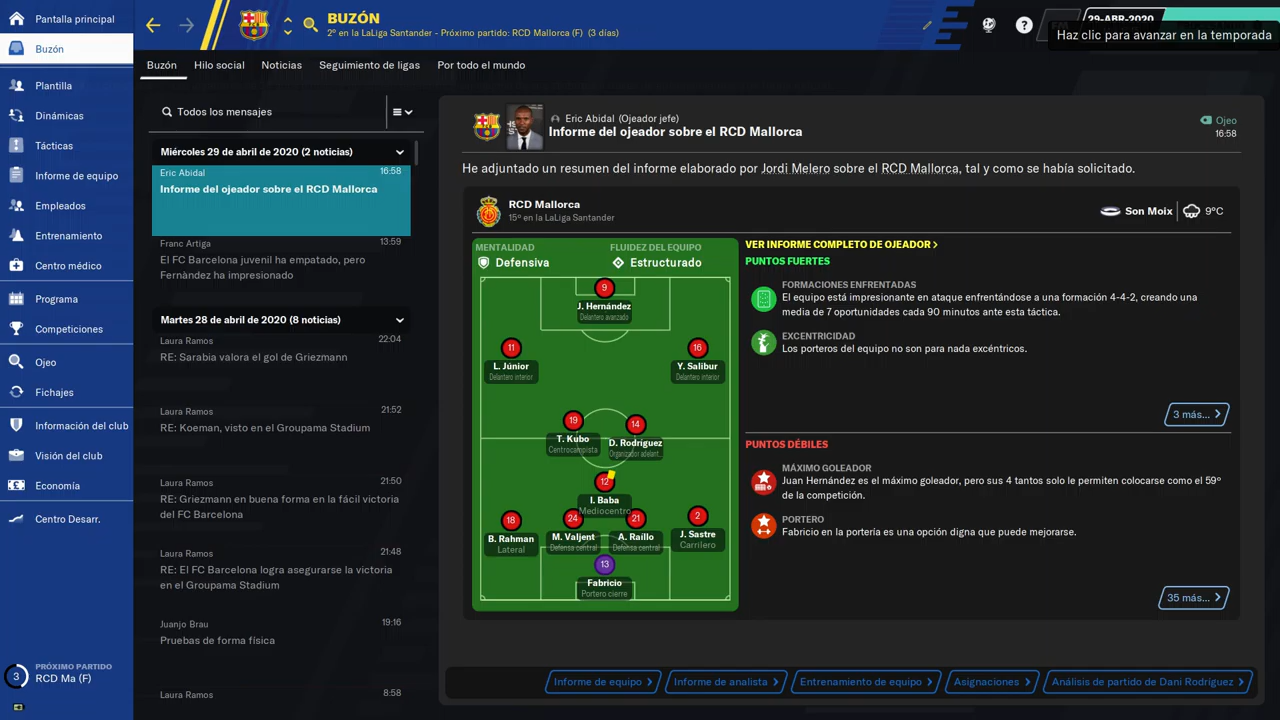 Pantalla principal
Buzón
Plantilla
Dinámicas
Tácticas
Informe de equipo
Empleados
Entrenamiento
Centro médico
Programa
Competiciones
Ojeo
Fichajes
Información del club
Visión del club
Economía
Centro Desarr.
3
PRÓXIMO PARTIDO
RCD Ma (F)
BUZÓN
2º en la LaLiga Santander - Próximo partido: RCD Mallorca (F) (3 días)
29-ABR-2020
Haz clic para avanzar en la temporada
Buzón
Hilo social
Noticias
Seguimiento de ligas
Por todo el mundo
Todos los mensajes
Miércoles 29 de abril de 2020 (2 noticias)
Eric Abidal 16:58
Informe del ojeador sobre el RCD Mallorca
Franc Artiga 13:59
El FC Barcelona juvenil ha empatado, pero
Fernàndez ha impresionado
Martes 28 de abril de 2020 (8 noticias)
Laura Ramos 22:04
RE: Sarabia valora el gol de Griezmann
Laura Ramos 21:52
RE: Koeman, visto en el Groupama Stadium
Laura Ramos 21:50
RE: Griezmann en buena forma en la fácil victoria
del FC Barcelona
Laura Ramos 21:48
RE: El FC Barcelona logra asegurarse la victoria
en el Groupama Stadium
Juanjo Brau 19:16
Pruebas de forma física
Laura Ramos 8:58
Eric Abidal (Ojeador jefe)
Informe del ojeador sobre el RCD Mallorca
Ojeo
16:58
He adjuntado un resumen del informe elaborado por Jordi Melero sobre el RCD Mallorca, tal y como se había solicitado.
RCD Mallorca
15º en la LaLiga Santander
Son Moix
9ºC
MENTALIDAD
Defensiva
FLUIDEZ DEL EQUIPO
Estructurado
9
J. Hernández
Delantero avanzado
11
L. Júnior
Delantero interior
16
Y. Salibur
Delantero interior
19
T. Kubo
Centrocampista
14
D. Rodríguez
Organizador adelant...
12
I. Baba
Mediocentro
18
B. Rahman
Lateral
24
M. Valjent
Defensa central
21
A. Raíllo
Defensa central
2
J. Sastre
Carrilero
13
Fabricio
Portero cierre
VER INFORME COMPLETO DE OJEADOR >
PUNTOS FUERTES
FORMACIONES ENFRENTADAS
El equipo está impresionante en ataque enfrentándose a una formación 4-4-2, creando una
media de 7 oportunidades cada 90 minutos ante esta táctica.
EXCENTRICIDAD
Los porteros del equipo no son para nada excéntricos.
3 más... >
PUNTOS DÉBILES
MÁXIMO GOLEADOR
Juan Hernández es el máximo goleador, pero sus 4 tantos solo le permiten colocarse como el 59º
de la competición.
PORTERO
Fabricio en la portería es una opción digna que puede mejorarse.
35 más... >
Informe de equipo >
Informe de analista >
Entrenamiento de equipo >
Asignaciones >
Análisis de partido de Dani Rodríguez >